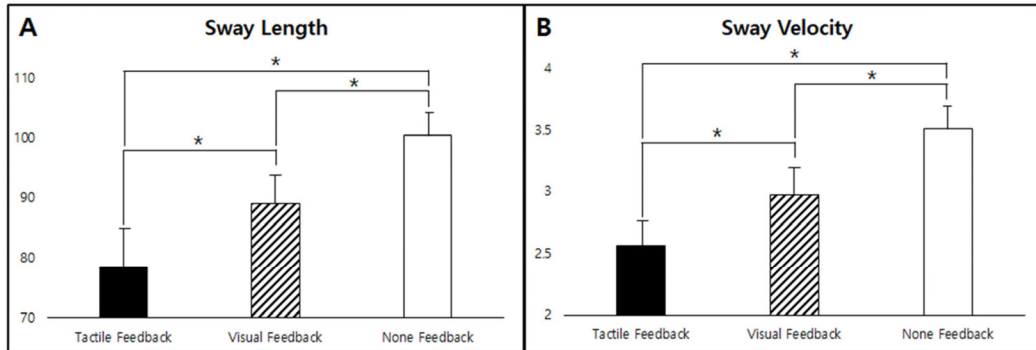 A
Sway Length
110
100
90
80
70
*
*
*
Tactile Feedback
Visual Feedback
None Feedback
B
Sway Velocity
4
3.5
3
2.5
2
*
*
*
Tactile Feedback
Visual Feedback
None Feedback